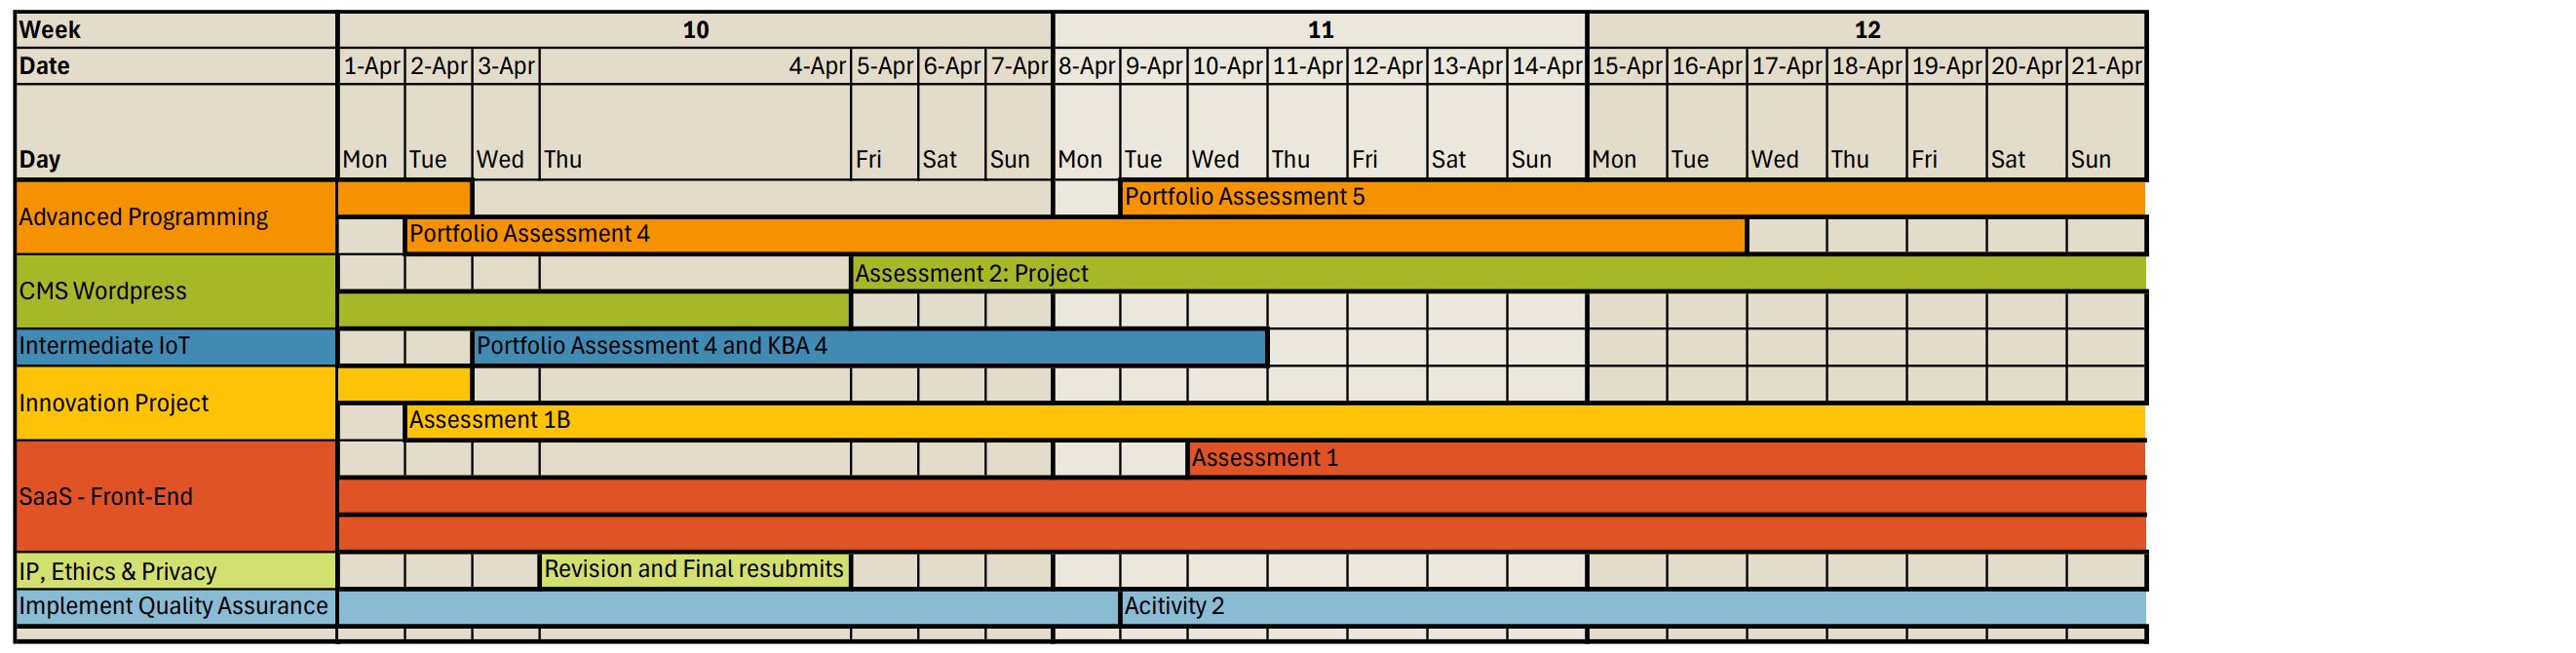 Week 10 11 12
Date 1-Apr 2-Apr 3-Apr 4-Apr 5-Apr 6-Apr 7-Apr 8-Apr 9-Apr 10-Apr 11-Apr 12-Apr 13-Apr 14-Apr 15-Apr 16-Apr 17-Apr 18-Apr 19-Apr 20-Apr 21-Apr
Day Mon Tue Wed Thu Fri Sat Sun Mon Tue Wed Thu Fri Sat Sun Mon Tue Wed Thu Fri Sat Sun
Advanced Programming
Portfolio Assessment 5
Portfolio Assessment 4
CMS Wordpress
Assessment 2: Project
Intermediate IoT Portfolio Assessment 4 and KBA 4
Innovation Project
Assessment 1B
SaaS - Front-End
Assessment 1
IP, Ethics & Privacy Revision and Final resubmits
Implement Quality Assurance Acitivity 2